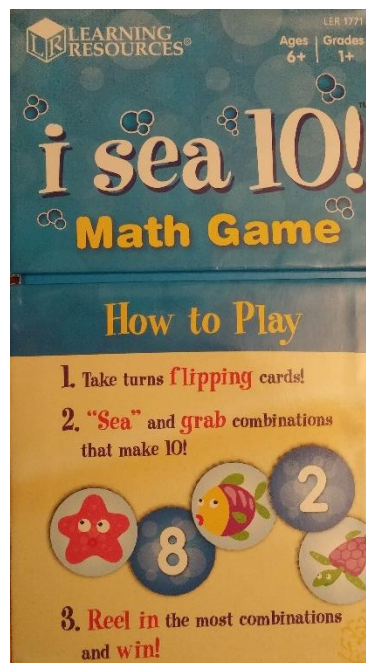 LER 1771
LEARNING
RESOURCES®
Ages
6+
Grades
1+
i sea 10!™
Math Game
How to Play
1. Take turns flipping cards!
2. “Sea” and grab combinations
that make 10!
8
2
3. Reel in the most combinations
and win!